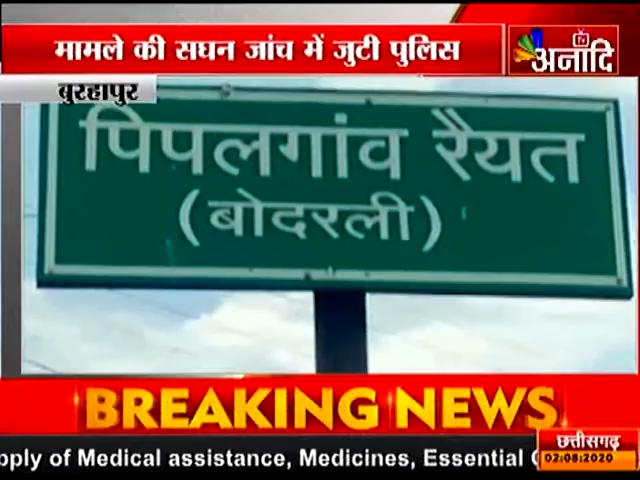 मामले की सघन जांच में जुटी पुलिस
tv
अनादि
बुरहापुर
पिपलगांव रैयत
(बोदरली)
BREAKING NEWS
छत्तीसगढ़
pply of Medical assistance, Medicines, Essential
02:08:2020